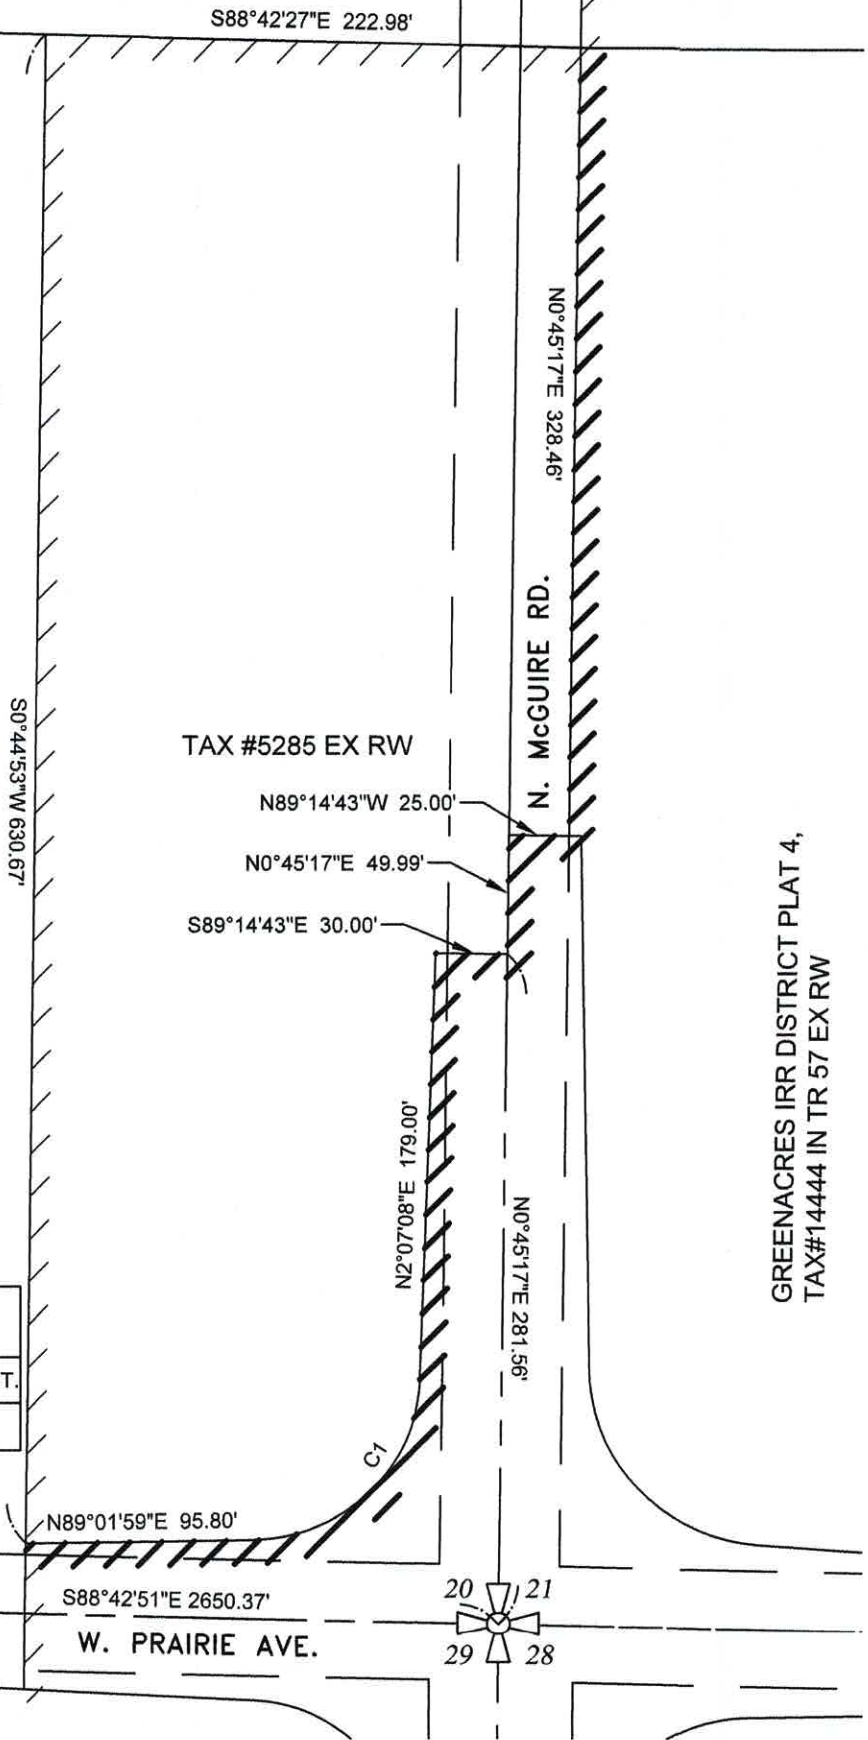 S88°42'27"E 222.98'
N0°45'17"E 328.46'
N. McGUIRE RD.
S0°44'53"W 630.67'
TAX #5285 EX RW
N89°14'43"W 25.00'
N0°45'17"E 49.99'
S89°14'43"E 30.00'
GREENACRES IRR DISTRICT PLAT 4,
TAX#14444 IN TR 57 EX RW
N2°07'08"E 179.00'
N0°45'17"E 281.56'
T.
C1
N89°01'59"E 95.80'
S88°42'51"E 2650.37'
20 21
W. PRAIRIE AVE.
29 28